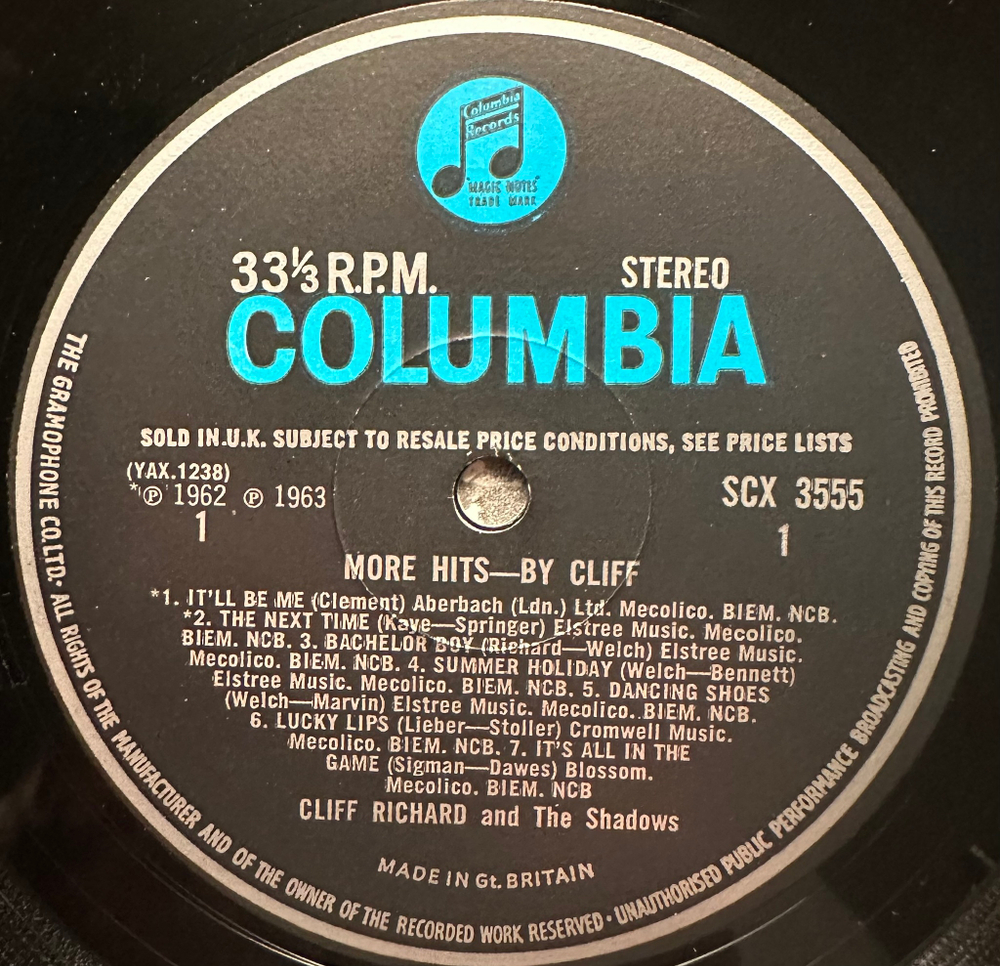 Columbia
Records
"MAGIC NOTES"
TRADE MARK
33⅓ R.P.M.
STEREO
COLUMBIA
SOLD IN U.K. SUBJECT TO RESALE PRICE CONDITIONS, SEE PRICE LISTS
(YAX.1238)
*℗ 1962 ℗ 1963
SCX 3555
1
1
MORE HITS—BY CLIFF
*1. IT'LL BE ME (Clement) Aberbach (Ldn.) Ltd. Mecolico. BIEM. NCB.
*2. THE NEXT TIME (Kaye—Springer) Elstree Music. Mecolico.
BIEM. NCB. 3. BACHELOR BOY (Richard—Welch) Elstree Music.
Mecolico. BIEM. NCB. 4. SUMMER HOLIDAY (Welch—Bennett)
Elstree Music. Mecolico. BIEM. NCB. 5. DANCING SHOES
(Welch—Marvin) Elstree Music. Mecolico. BIEM. NCB.
6. LUCKY LIPS (Lieber—Stoller) Cromwell Music.
Mecolico. BIEM. NCB. 7. IT'S ALL IN THE
GAME (Sigman—Dawes) Blossom.
Mecolico. BIEM. NCB
CLIFF RICHARD and The Shadows
MADE IN Gt. BRITAIN
THE GRAMOPHONE CO. LTD. • ALL RIGHTS OF THE MANUFACTURER AND OF THE OWNER OF THE RECORDED WORK RESERVED • UNAUTHORISED PUBLIC PERFORMANCE BROADCASTING AND COPYING OF THIS RECORD PROHIBITED